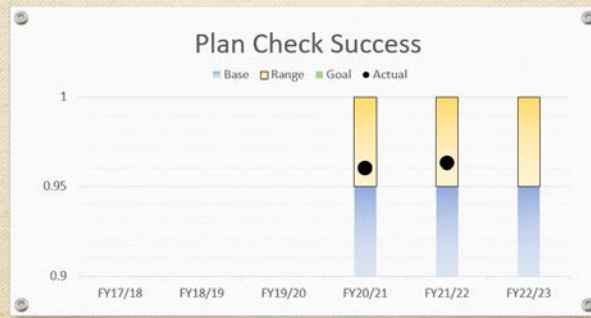 Plan Check Success
Base Range Goal Actual
1
0.95
0.9
FY17/18 FY18/19 FY19/20 FY20/21 FY21/22 FY22/23